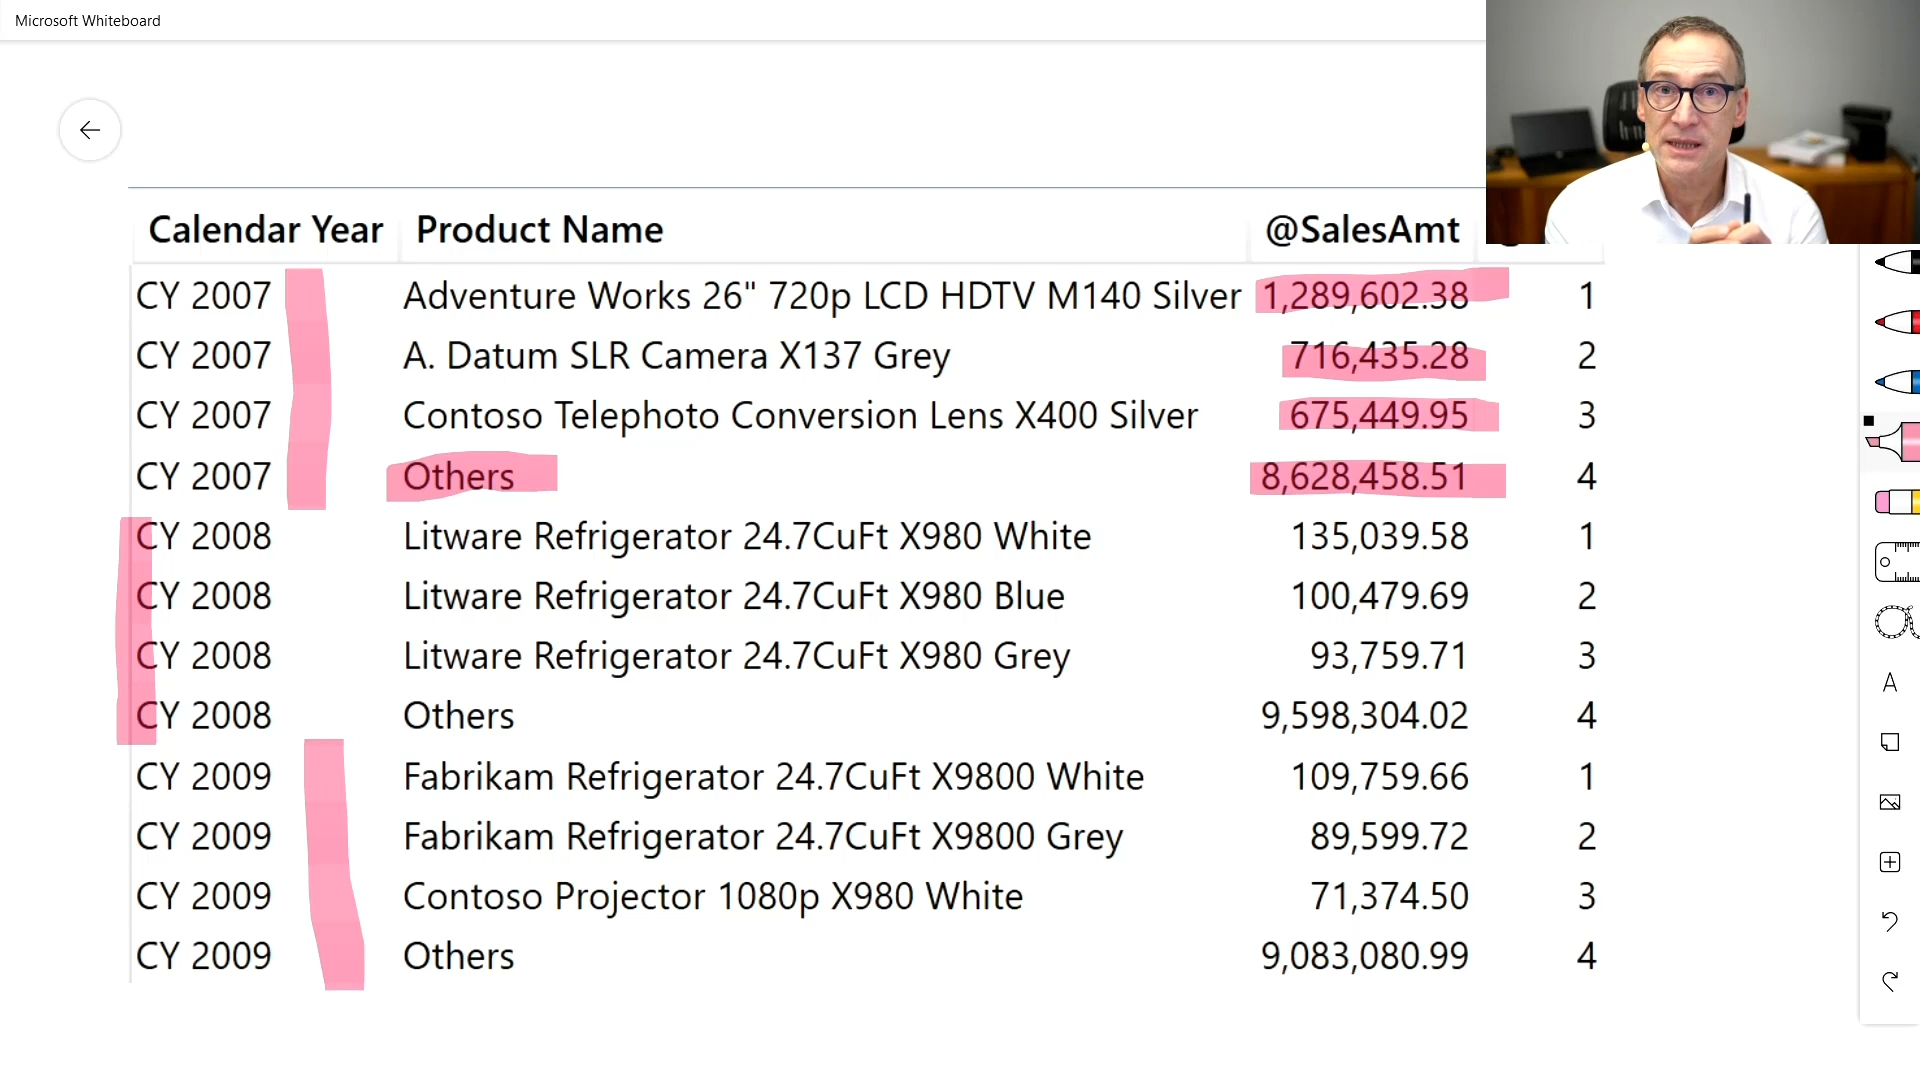 Microsoft Whiteboard
Calendar Year Product Name @SalesAmt
CY 2007 Adventure Works 26" 720p LCD HDTV M140 Silver 1,289,602.38 1
CY 2007 A. Datum SLR Camera X137 Grey 716,435.28 2
CY 2007 Contoso Telephoto Conversion Lens X400 Silver 675,449.95 3
CY 2007 Others 8,628,458.51 4
CY 2008 Litware Refrigerator 24.7CuFt X980 White 135,039.58 1
CY 2008 Litware Refrigerator 24.7CuFt X980 Blue 100,479.69 2
CY 2008 Litware Refrigerator 24.7CuFt X980 Grey 93,759.71 3
CY 2008 Others 9,598,304.02 4
CY 2009 Fabrikam Refrigerator 24.7CuFt X9800 White 109,759.66 1
CY 2009 Fabrikam Refrigerator 24.7CuFt X9800 Grey 89,599.72 2
CY 2009 Contoso Projector 1080p X980 White 71,374.50 3
CY 2009 Others 9,083,080.99 4